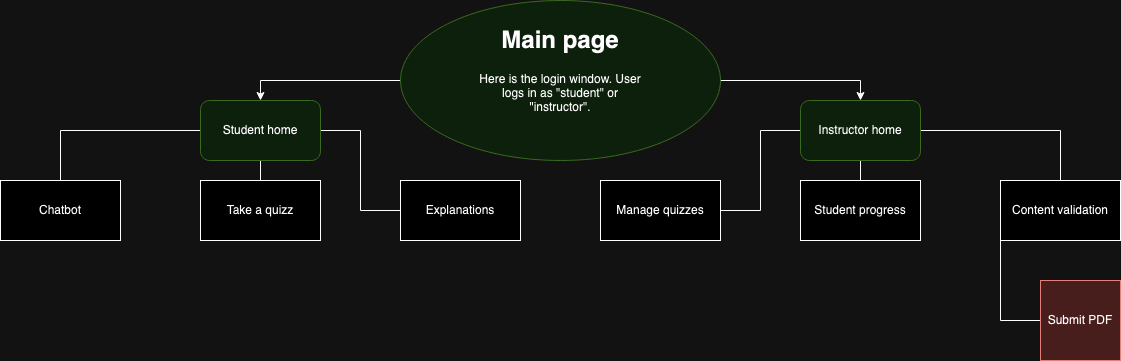 Main page
Here is the login window. User
logs in as "student" or
"instructor".
Student home
Instructor home
Chatbot
Take a quizz
Explanations
Manage quizzes
Student progress
Content validation
Submit PDF